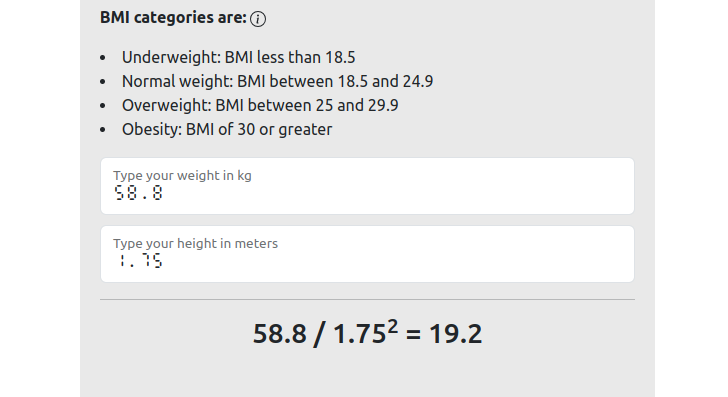 BMI categories are:
• Underweight: BMI less than 18.5
• Normal weight: BMI between 18.5 and 24.9
• Overweight: BMI between 25 and 29.9
• Obesity: BMI of 30 or greater
Type your weight in kg
58.8
Type your height in meters
1.75
58.8 / 1.75² = 19.2